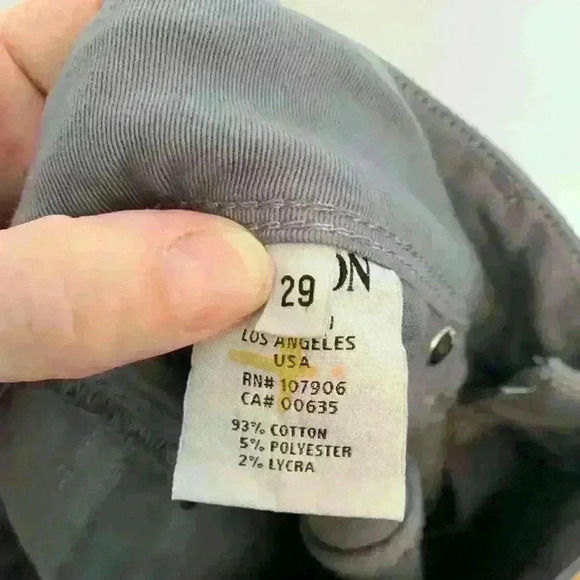 29
LOS ANGELES
USA
RN# 107906
CA# 00635
93% COTTON
5% POLYESTER
2% LYCRA